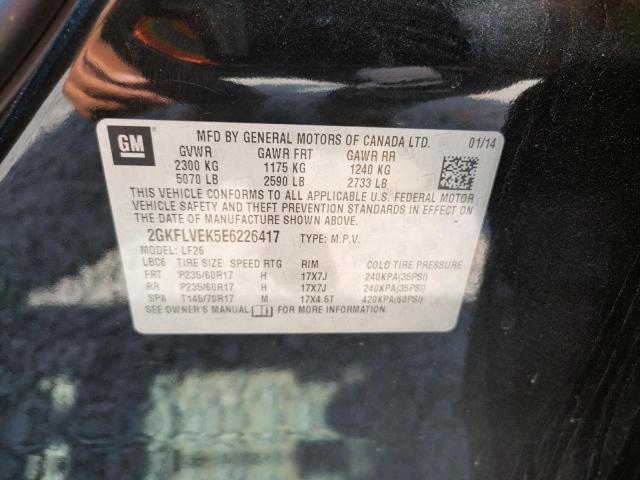 GM
MFD BY GENERAL MOTORS OF CANADA LTD. 01/14
GVWR GAWR FRT GAWR RR
2300 KG 1175 KG 1240 KG
5070 LB 2590 LB 2733 LB
THIS VEHICLE CONFORMS TO ALL APPLICABLE U.S. FEDERAL MOTOR
VEHICLE SAFETY AND THEFT PREVENTION STANDARDS IN EFFECT ON
THE DATE OF MANUFACTURE SHOWN ABOVE.
2GKFLVEK5E6226417 TYPE: M.P.V.
MODEL: LF26
LBC6 TIRE SIZE SPEED RTG RIM COLD TIRE PRESSURE
FRT P235/60R17 H 17X7J 240KPA(35PSI)
RR P235/60R17 H 17X7J 240KPA(35PSI)
SPA T145/70R17 M 17X4.5T 420KPA(60PSI)
SEE OWNER'S MANUAL FOR MORE INFORMATION.